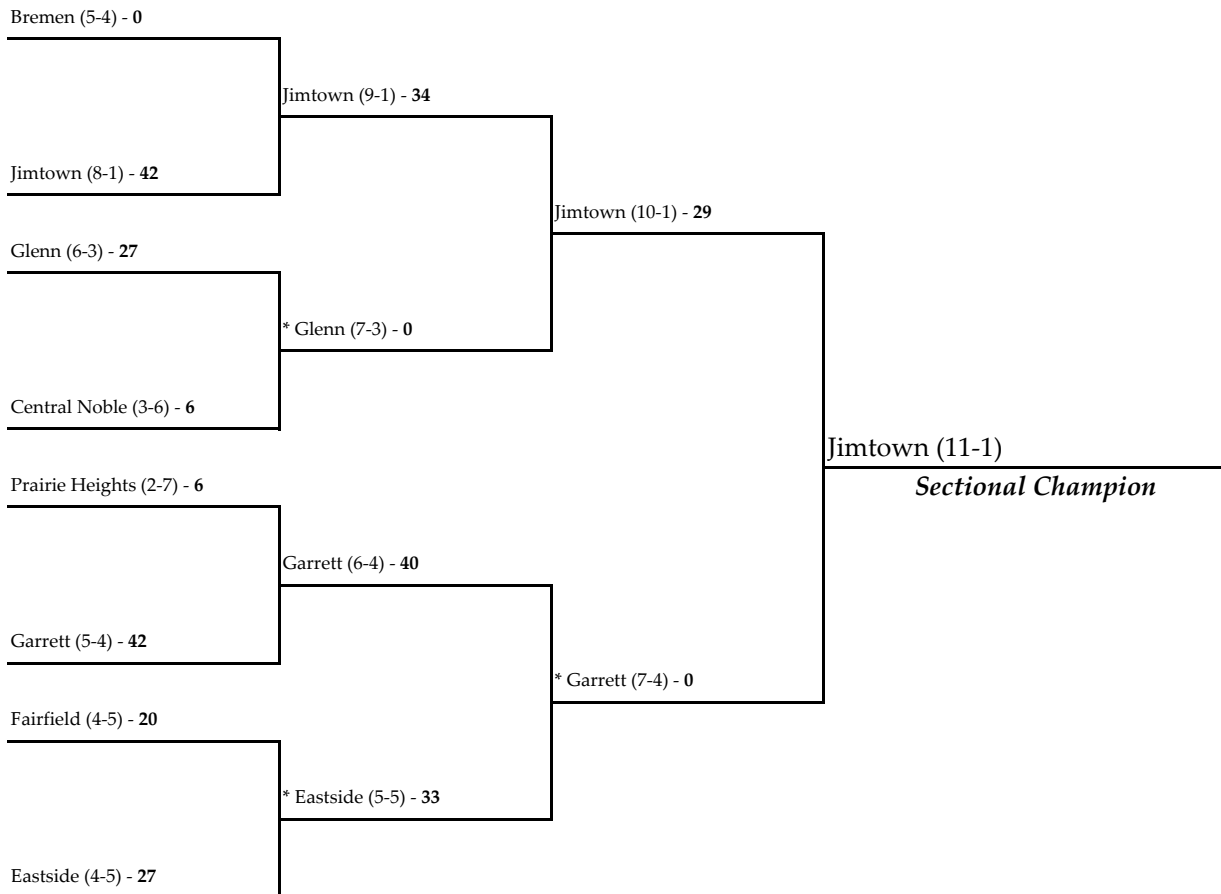 Bremen (5-4) - 0
Jimtown (9-1) - 34
Jimtown (8-1) - 42
Jimtown (10-1) - 29
Glenn (6-3) - 27
* Glenn (7-3) - 0
Central Noble (3-6) - 6
Jimtown (11-1)
Prairie Heights (2-7) - 6
Sectional Champion
Garrett (6-4) - 40
Garrett (5-4) - 42
* Garrett (7-4) - 0
Fairfield (4-5) - 20
* Eastside (5-5) - 33
Eastside (4-5) - 27